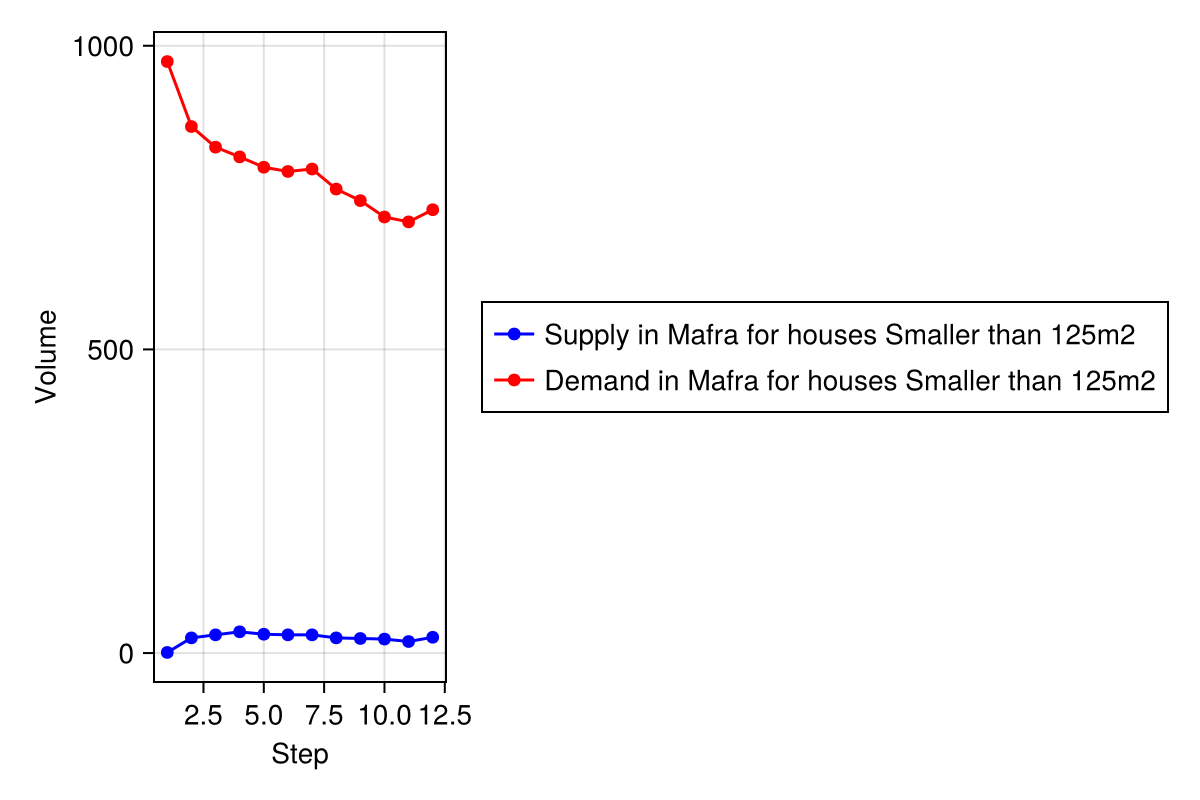 1000
500
0
Volume
2.5 5.0 7.5 10.0 12.5
Step
Supply in Mafra for houses Smaller than 125m2
Demand in Mafra for houses Smaller than 125m2